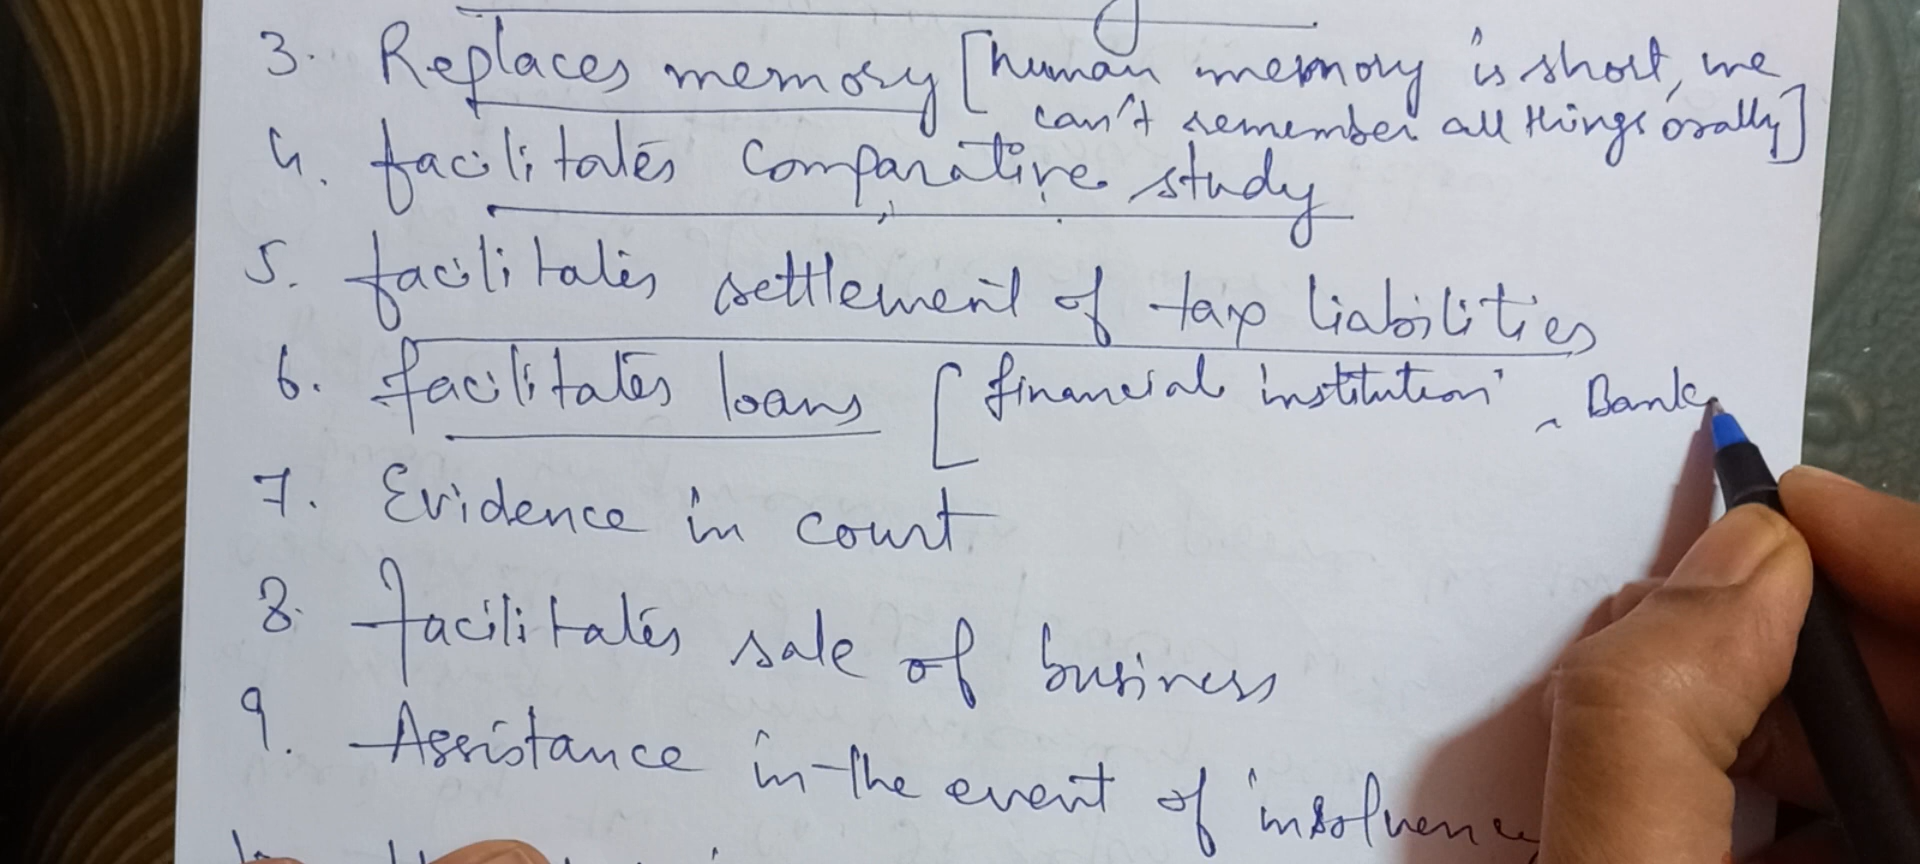 3. Replaces memory [human memory is short, we
can't remember all things orally]
4. facilitates comparative study
5. facilitates settlement of tax liabilities
6. facilitates loans [financial institution, Bank
7. Evidence in court
8. facilitates sale of business
9. Assistance in the event of insolvency